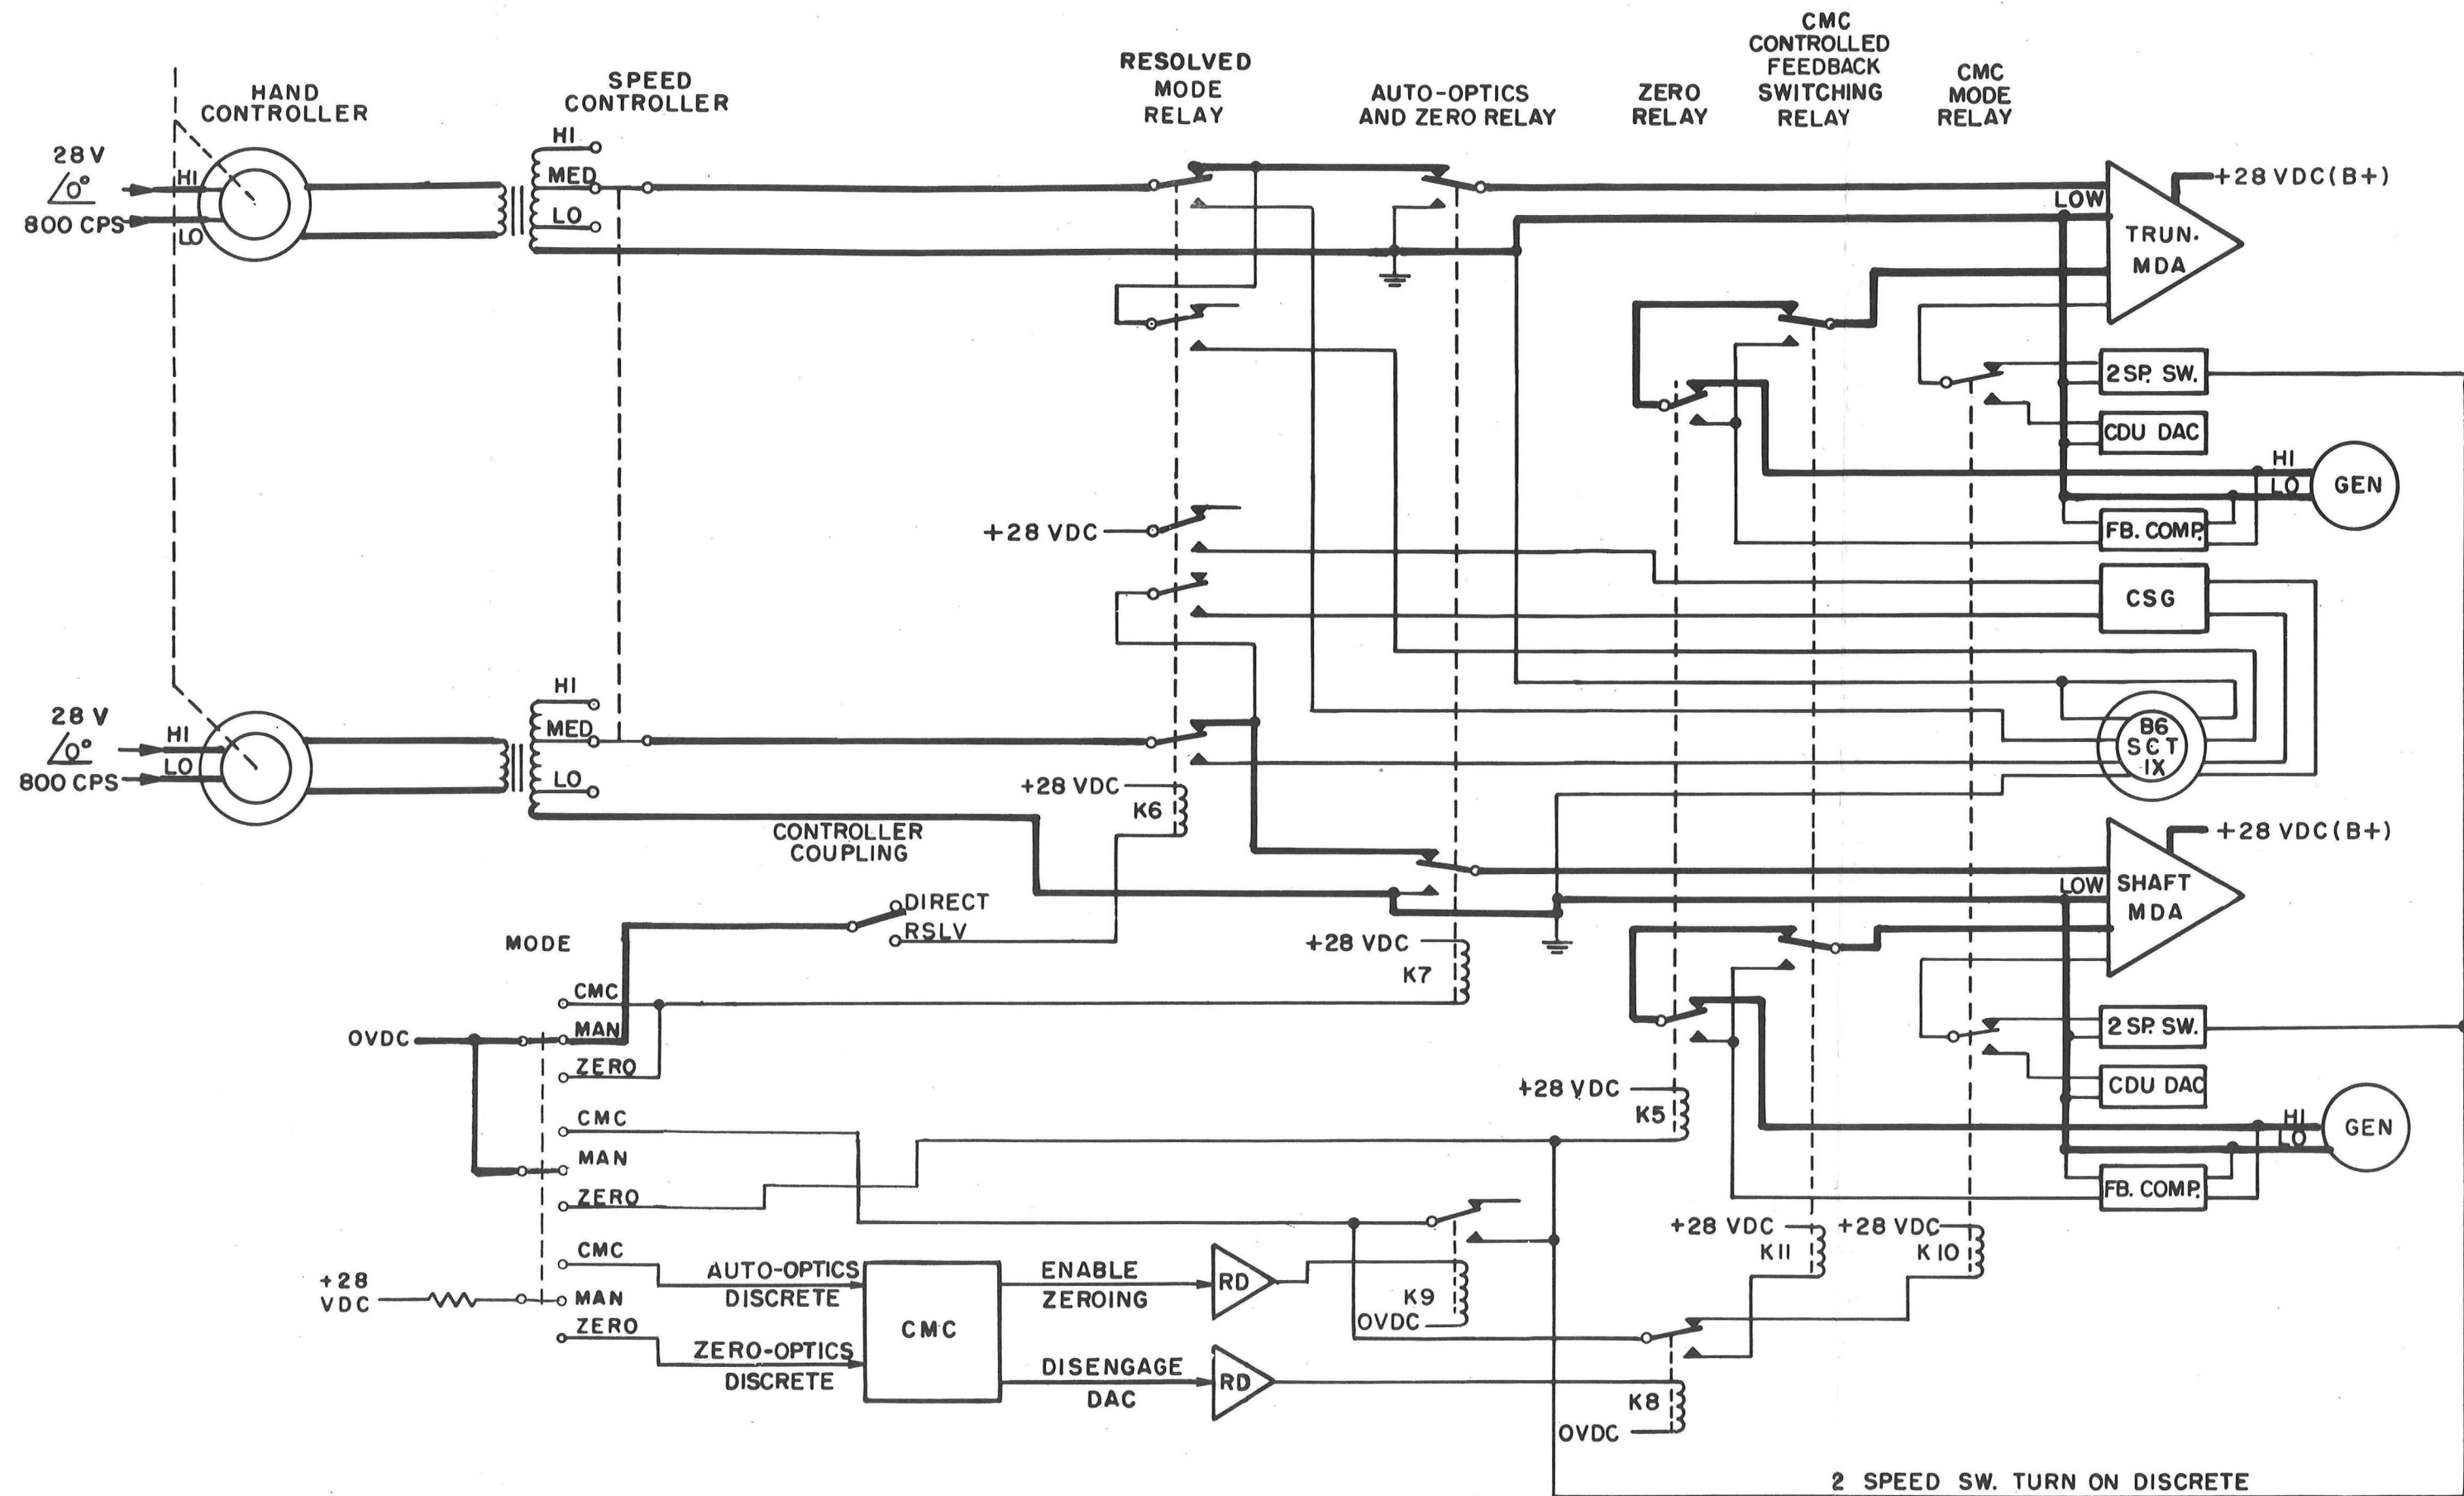 HAND
CONTROLLER
SPEED
CONTROLLER
RESOLVED
MODE
RELAY
AUTO-OPTICS
AND ZERO RELAY
ZERO
RELAY
CMC
CONTROLLED
FEEDBACK
SWITCHING
RELAY
CMC
MODE
RELAY
28V
/0°
800 CPS
HI
LO
HI
MED
LO
+28 VDC(B+)
LOW
TRUN.
MDA
2SP. SW.
CDU DAC
HI
LO
GEN
FB. COMP.
+28 VDC
CSG
B6
SCT
IX
28 V
/0°
800 CPS
HI
LO
HI
MED
LO
+28 VDC
K6
CONTROLLER
COUPLING
DIRECT
RSLV
+28 VDC
K7
+28 VDC(B+)
LOW
SHAFT
MDA
2 SP. SW.
CDU DAC
HI
LO
GEN
FB. COMP.
MODE
CMC
MAN
ZERO
OVDC
CMC
MAN
ZERO
+28 VDC
K5
+28
VDC
CMC
MAN
ZERO
AUTO-OPTICS
DISCRETE
ZERO-OPTICS
DISCRETE
CMC
ENABLE
ZEROING
RD
DISENGAGE
DAC
RD
K9
OVDC
+28 VDC
K11
+28 VDC
K10
K8
OVDC
2 SPEED SW. TURN ON DISCRETE